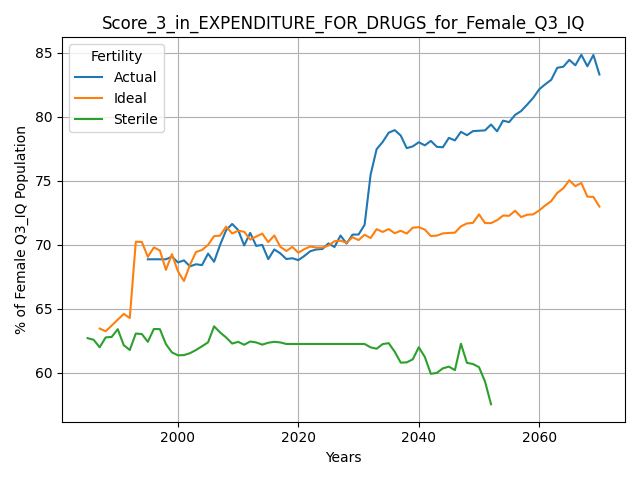 Score_3_in_EXPENDITURE_FOR_DRUGS_for_Female_Q3_IQ
Fertility
Actual
Ideal
Sterile
85
80
75
70
65
60
% of Female Q3_IQ Population
2000
2020
2040
2060
Years